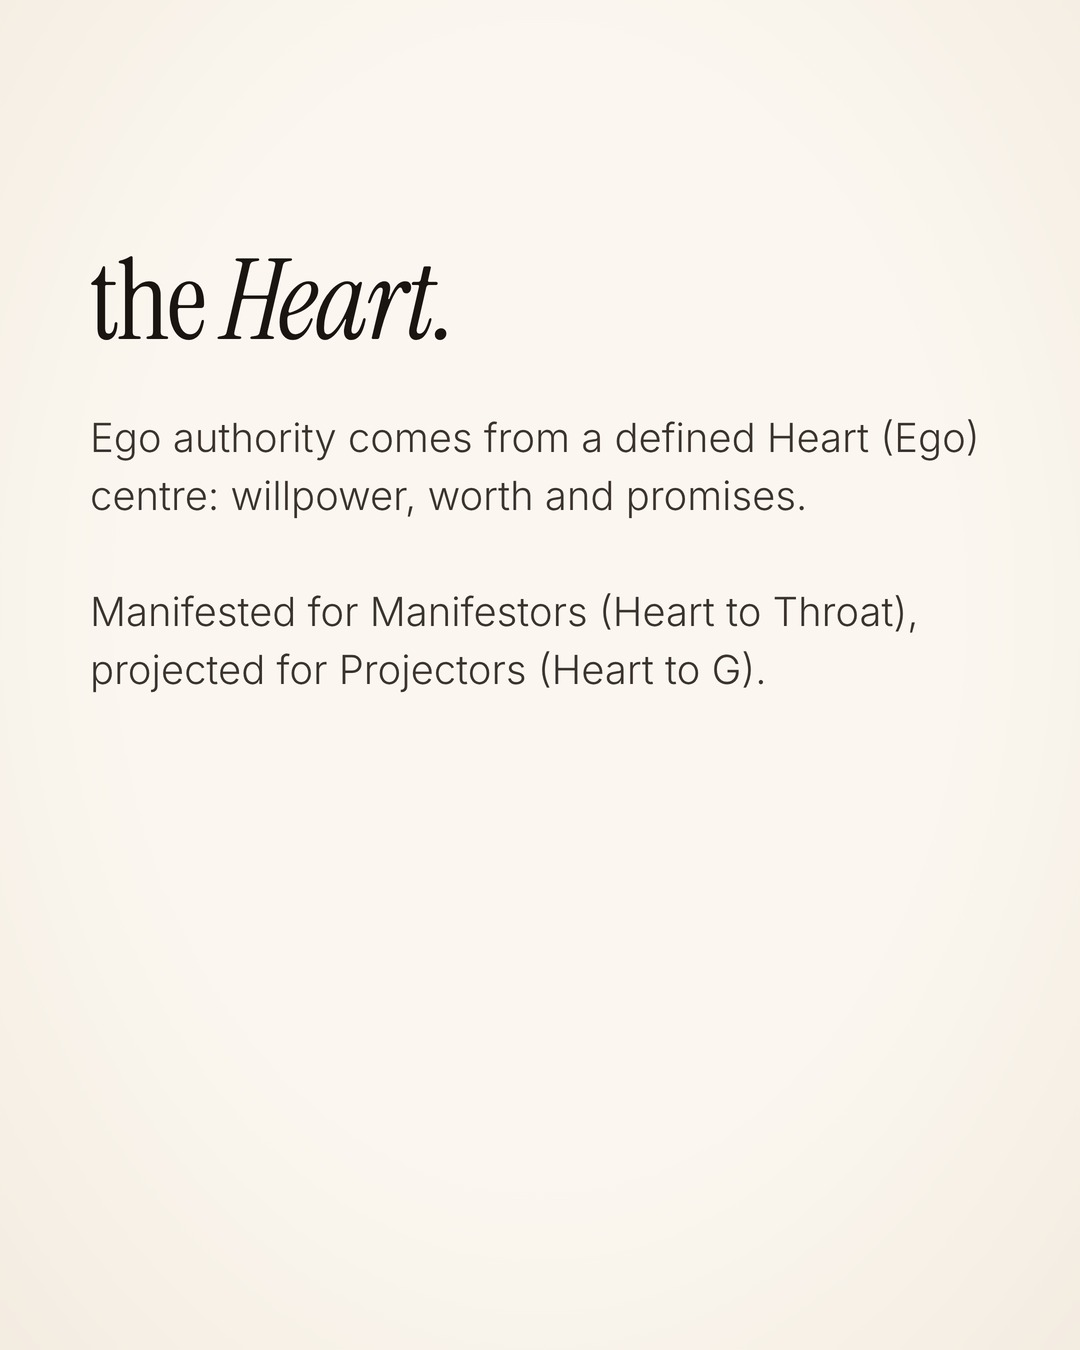 the Heart.
Ego authority comes from a defined Heart (Ego)
centre: willpower, worth and promises.
Manifested for Manifestors (Heart to Throat),
projected for Projectors (Heart to G).